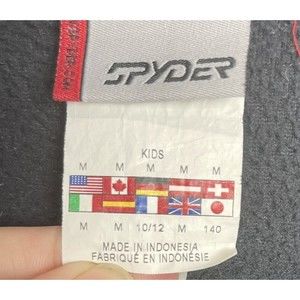 SPYDER
KIDS
M M M M M
M M 10/12 M 140
MADE IN INDONESIA
FABRIQUÉ EN INDONÉSIE